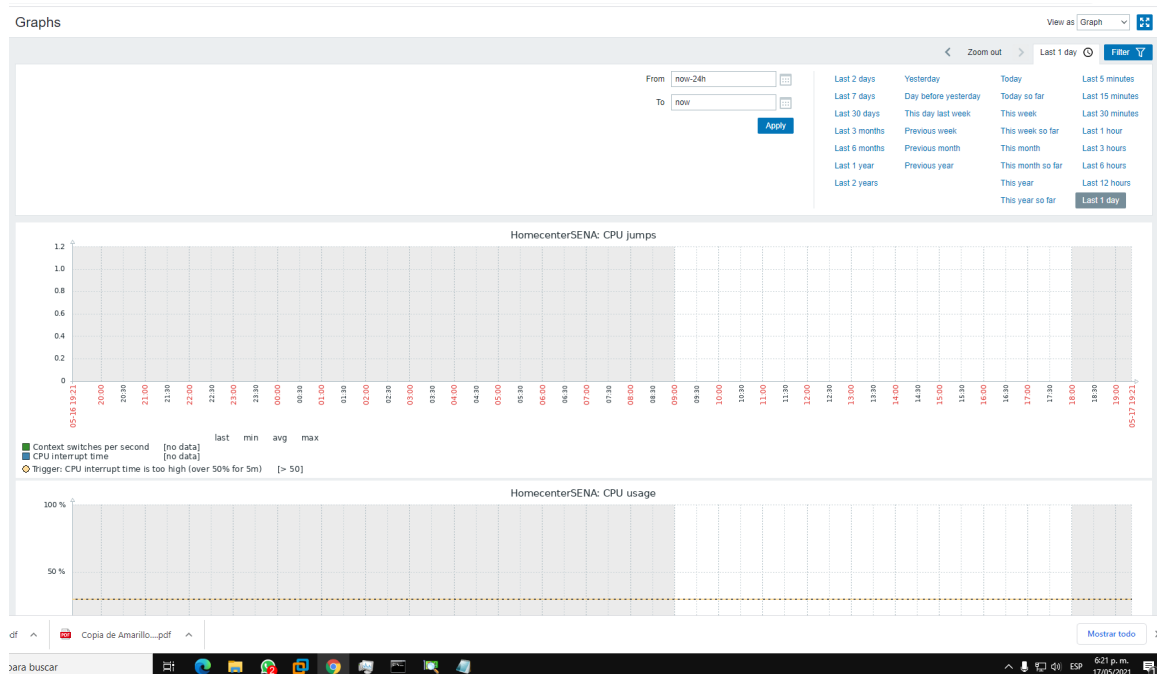 Graphs
View as Graph
Zoom out Last 1 day Filter
From now-24h
To now
Apply
Last 2 days Yesterday Today Last 5 minutes
Last 7 days Day before yesterday Today so far Last 15 minutes
Last 30 days This day last week This week Last 30 minutes
Last 3 months Previous week This week so far Last 1 hour
Last 6 months Previous month This month Last 3 hours
Last 1 year Previous year This month so far Last 6 hours
Last 2 years This year Last 12 hours
This year so far Last 1 day
HomecenterSENA: CPU jumps
1.2
1.0
0.8
0.6
0.4
0.2
0
05-16 19:21 20:00 20:30 21:00 21:30 22:00 22:30 23:00 23:30 00:00 00:30 01:00 01:30 02:00 02:30 03:00 03:30 04:00 04:30 05:00 05:30 06:00 06:30 07:00 07:30 08:00 08:30 09:00 09:30 10:00 10:30 11:00 11:30 12:00 12:30 13:00 13:30 14:00 14:30 15:00 15:30 16:00 16:30 17:00 17:30 18:00 18:30 19:00 05-17 19:21
last min avg max
Context switches per second [no data]
CPU interrupt time [no data]
Trigger: CPU interrupt time is too high (over 50% for 5m) [> 50]
HomecenterSENA: CPU usage
100 %
50 %
df Copia de Amarillo....pdf Mostrar todo
para buscar 2 ESP 6:21 p. m.
17/05/2021